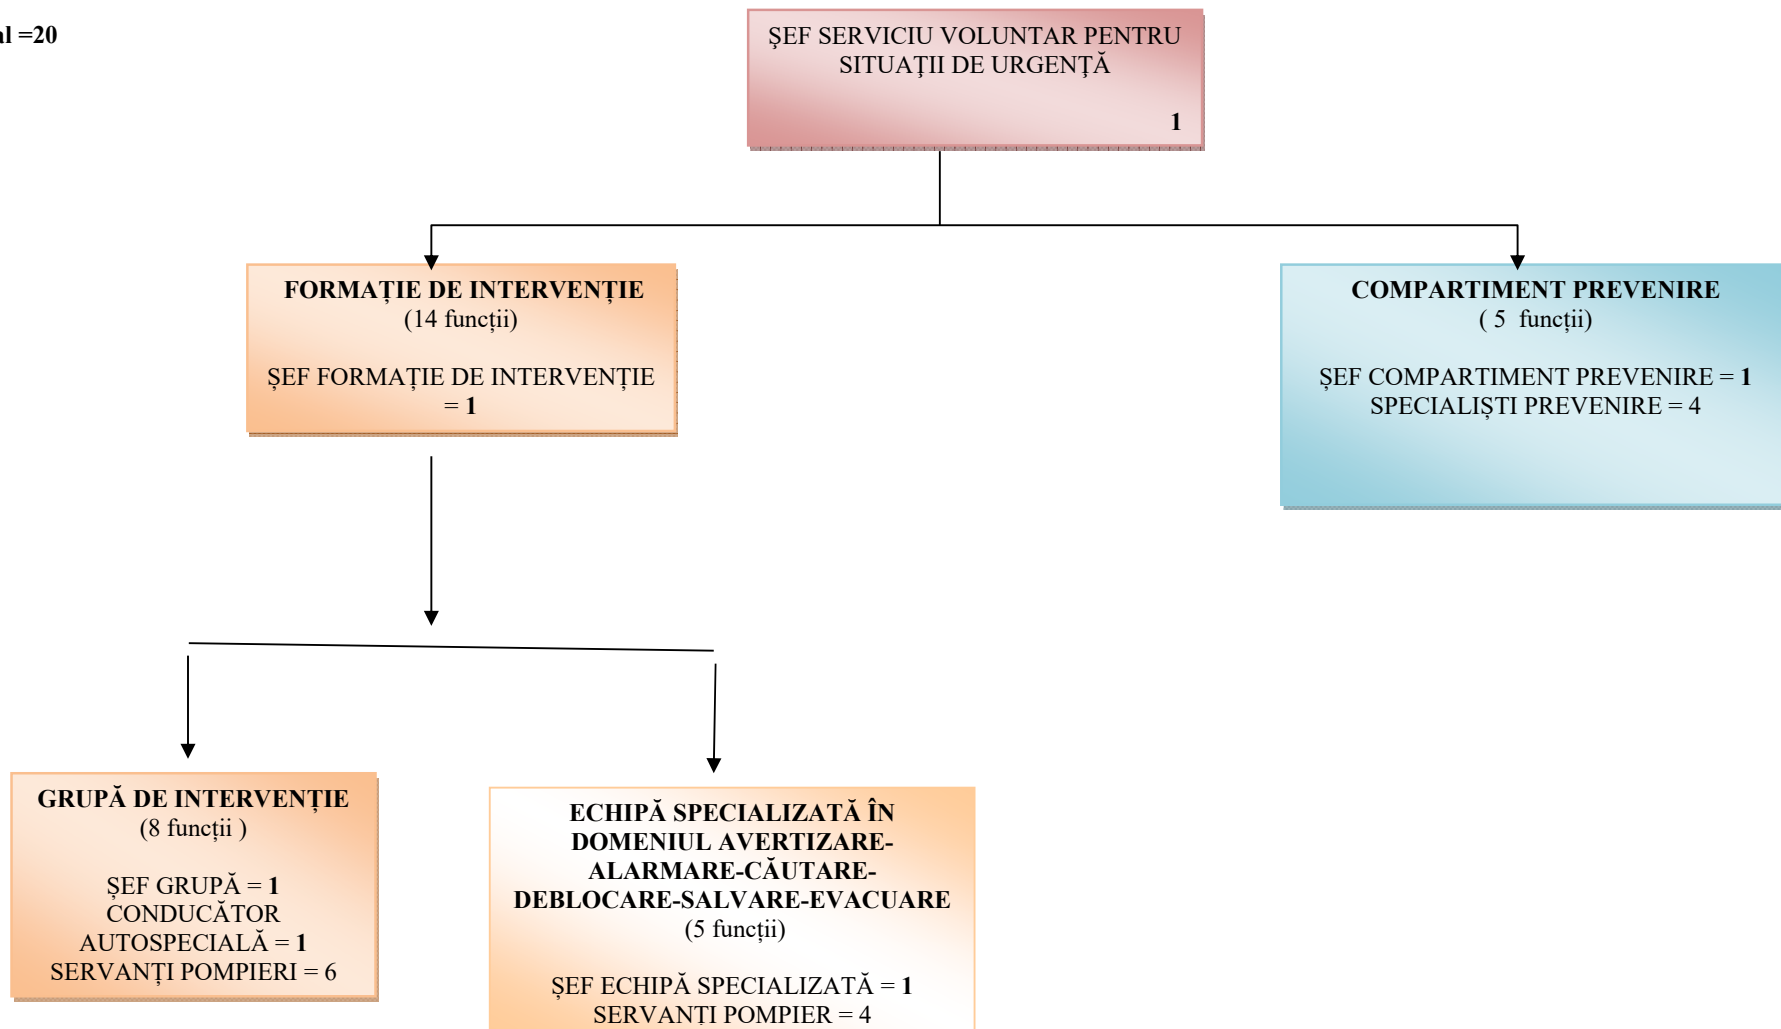 =20
ŞEF SERVICIU VOLUNTAR PENTRU
SITUAŢII DE URGENŢĂ
1
FORMAȚIE DE INTERVENȚIE
(14 funcții)
ȘEF FORMAȚIE DE INTERVENȚIE
= 1
COMPARTIMENT PREVENIRE
( 5 funcții)
ȘEF COMPARTIMENT PREVENIRE = 1
SPECIALIȘTI PREVENIRE = 4
GRUPĂ DE INTERVENȚIE
(8 funcții )
ȘEF GRUPĂ = 1
CONDUCĂTOR
AUTOSPECIALĂ = 1
SERVANȚI POMPIERI = 6
ECHIPĂ SPECIALIZATĂ ÎN
DOMENIUL AVERTIZARE-
ALARMARE-CĂUTARE-
DEBLOCARE-SALVARE-EVACUARE
(5 funcții)
ȘEF ECHIPĂ SPECIALIZATĂ = 1
SERVANȚI POMPIER = 4